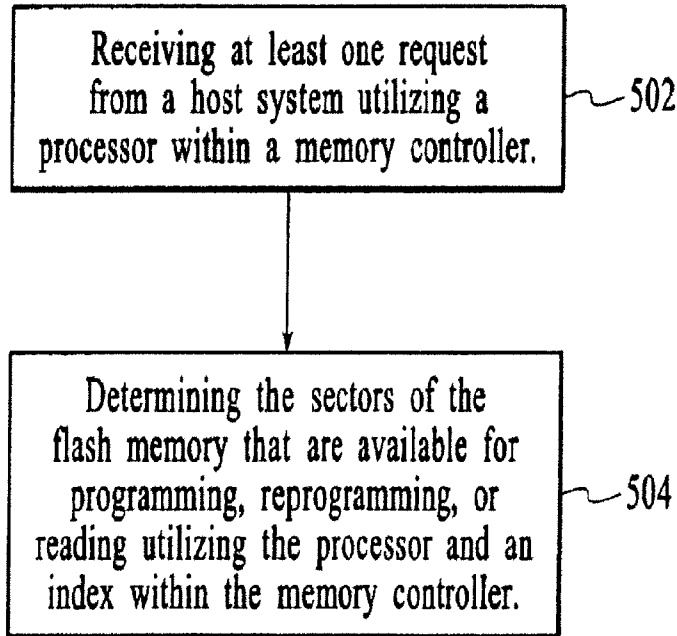 Receiving at least one request
from a host system utilizing a
processor within a memory controller.
502
Determining the sectors of the
flash memory that are available for
programming, reprogramming, or
reading utilizing the processor and an
index within the memory controller.
504